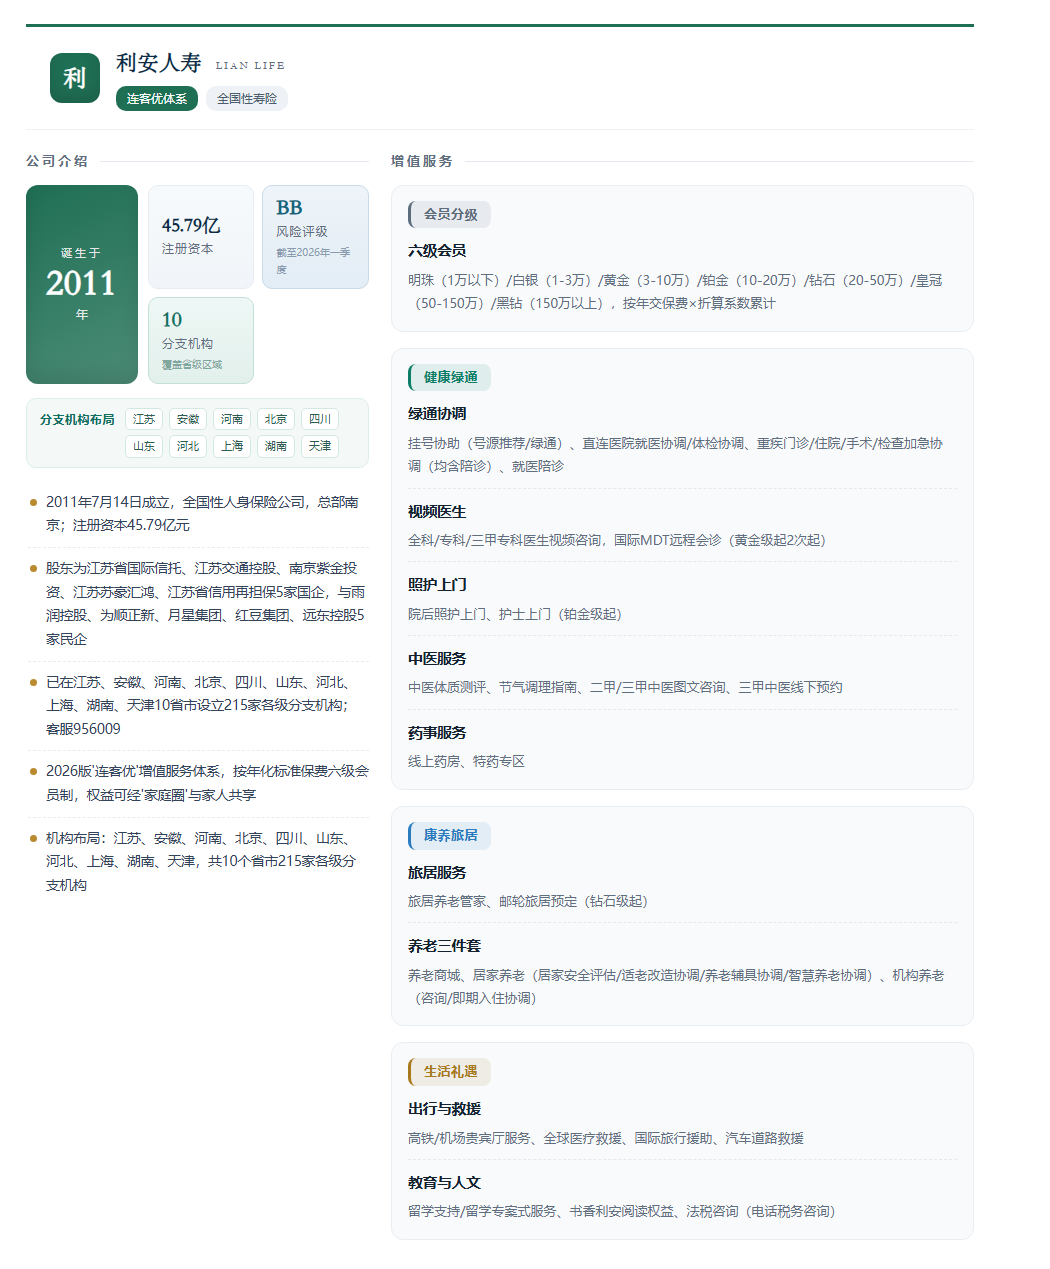 利
利安人寿 LIAN LIFE
连客优体系 全国性寿险
公司介绍
诞生于
2011
年
45.79亿
注册资本
BB
风险评级
截至2026年一季
度
10
分支机构
覆盖省级区域
分支机构布局 江苏 安徽 河南 北京 四川
山东 河北 上海 湖南 天津
2011年7月14日成立，全国性人身保险公司，总部南
京；注册资本45.79亿元
股东为江苏省国际信托、江苏交通控股、南京紫金投
资、江苏苏豪汇鸿、江苏省信用再担保5家国企，与雨
润控股、为顺正新、月星集团、红豆集团、远东控股5
家民企
已在江苏、安徽、河南、北京、四川、山东、河北、
上海、湖南、天津10省市设立215家各级分支机构；
客服956009
2026版'连客优'增值服务体系，按年化标准保费六级会
员制，权益可经'家庭圈'与家人共享
机构布局：江苏、安徽、河南、北京、四川、山东、
河北、上海、湖南、天津，共10个省市215家各级分
支机构
增值服务
会员分级
六级会员
明珠（1万以下）/白银（1-3万）/黄金（3-10万）/铂金（10-20万）/钻石（20-50万）/皇冠
（50-150万）/黑钻（150万以上），按年交保费×折算系数累计
健康绿通
绿通协调
挂号协助（号源推荐/绿通）、直连医院就医协调/体检协调、重疾门诊/住院/手术/检查加急协
调（均含陪诊）、就医陪诊
视频医生
全科/专科/三甲专科医生视频咨询，国际MDT远程会诊（黄金级起2次起）
照护上门
院后照护上门、护士上门（铂金级起）
中医服务
中医体质测评、节气调理指南、二甲/三甲中医图文咨询、三甲中医线下预约
药事服务
线上药房、特药专区
康养旅居
旅居服务
旅居养老管家、邮轮旅居预定（钻石级起）
养老三件套
养老商城、居家养老（居家安全评估/适老改造协调/养老辅具协调/智慧养老协调）、机构养老
（咨询/即期入住协调）
生活礼遇
出行与救援
高铁/机场贵宾厅服务、全球医疗救援、国际旅行援助、汽车道路救援
教育与人文
留学支持/留学专案式服务、书香利安阅读权益、法税咨询（电话税务咨询）